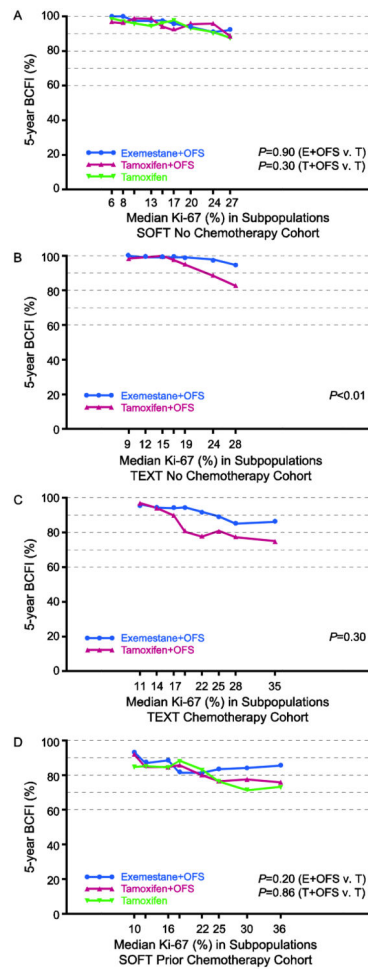 A
5-year BCFI (%)
100
80
60
40
20
0
Exemestane+OFS
Tamoxifen+OFS
Tamoxifen
P=0.90 (E+OFS v. T)
P=0.30 (T+OFS v. T)
6 8 10 13 15 17 20 24 27
Median Ki-67 (%) in Subpopulations
SOFT No Chemotherapy Cohort
B
5-year BCFI (%)
100
80
60
40
20
0
Exemestane+OFS
Tamoxifen+OFS
P<0.01
9 12 15 17 19 24 28
Median Ki-67 (%) in Subpopulations
TEXT No Chemotherapy Cohort
C
5-year BCFI (%)
100
80
60
40
20
0
Exemestane+OFS
Tamoxifen+OFS
P=0.30
11 14 17 22 25 28 35
Median Ki-67 (%) in Subpopulations
TEXT Chemotherapy Cohort
D
5-year BCFI (%)
100
80
60
40
20
0
Exemestane+OFS
Tamoxifen+OFS
Tamoxifen
P=0.20 (E+OFS v. T)
P=0.86 (T+OFS v. T)
10 16 22 25 30 36
Median Ki-67 (%) in Subpopulations
SOFT Prior Chemotherapy Cohort